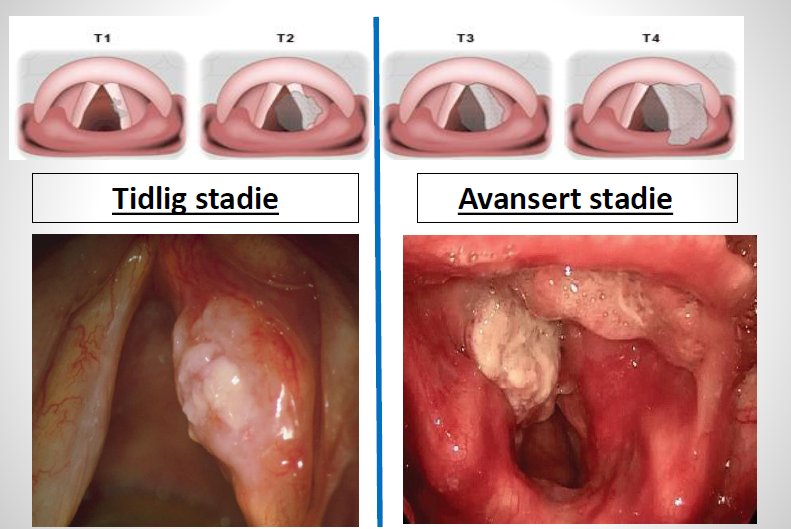 T1 T2 T3 T4
Tidlig stadie
Avansert stadie